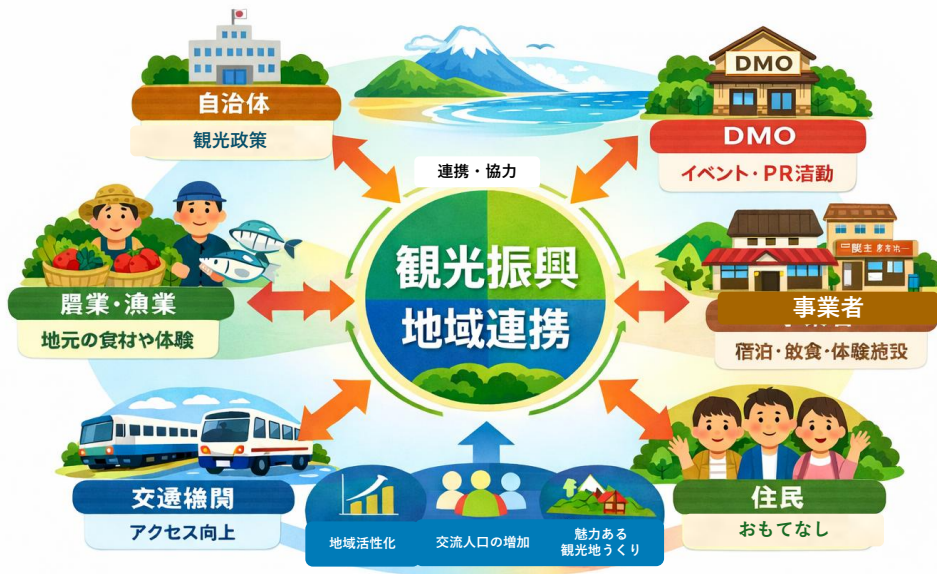 自治体
観光政策
DMO
DMO
イベント・PR活動
連携・協力
観光振興
地域連携
農業・漁業
地元の食材や体験
事業者
宿泊・飲食・体験施設
交通機関
アクセス向上
住民
おもてなし
地域活性化
交流人口の増加
魅力ある
観光地うくり